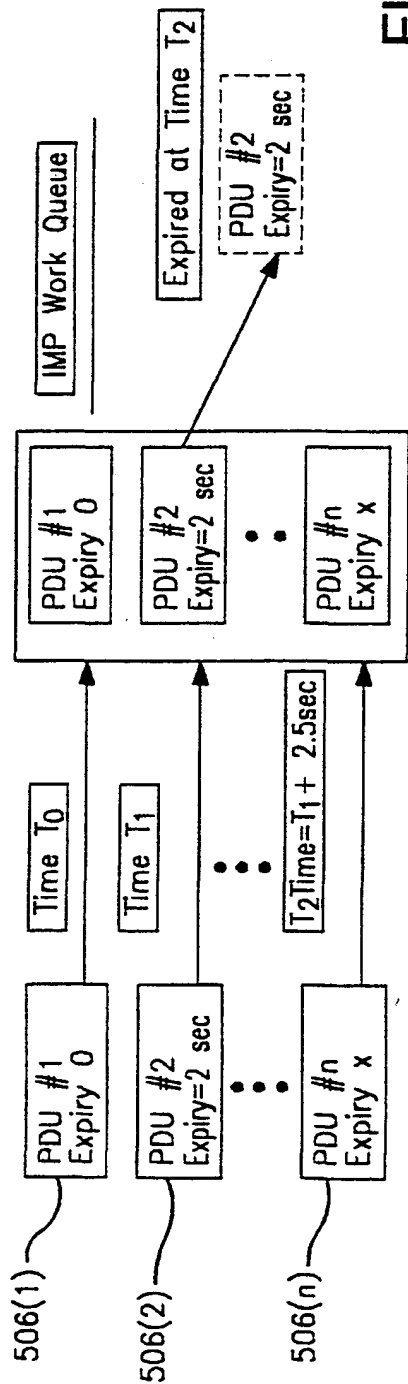 506(1)
PDU #1
Expiry 0
Time T0
PDU #1
Expiry 0
IMP Work Queue
506(2)
PDU #2
Expiry=2 sec
Time T1
PDU #2
Expiry=2 sec
Expired at Time T2
PDU #2
Expiry=2 sec
506(n)
PDU #n
Expiry x
T2Time=T1+ 2.5sec
PDU #n
Expiry x